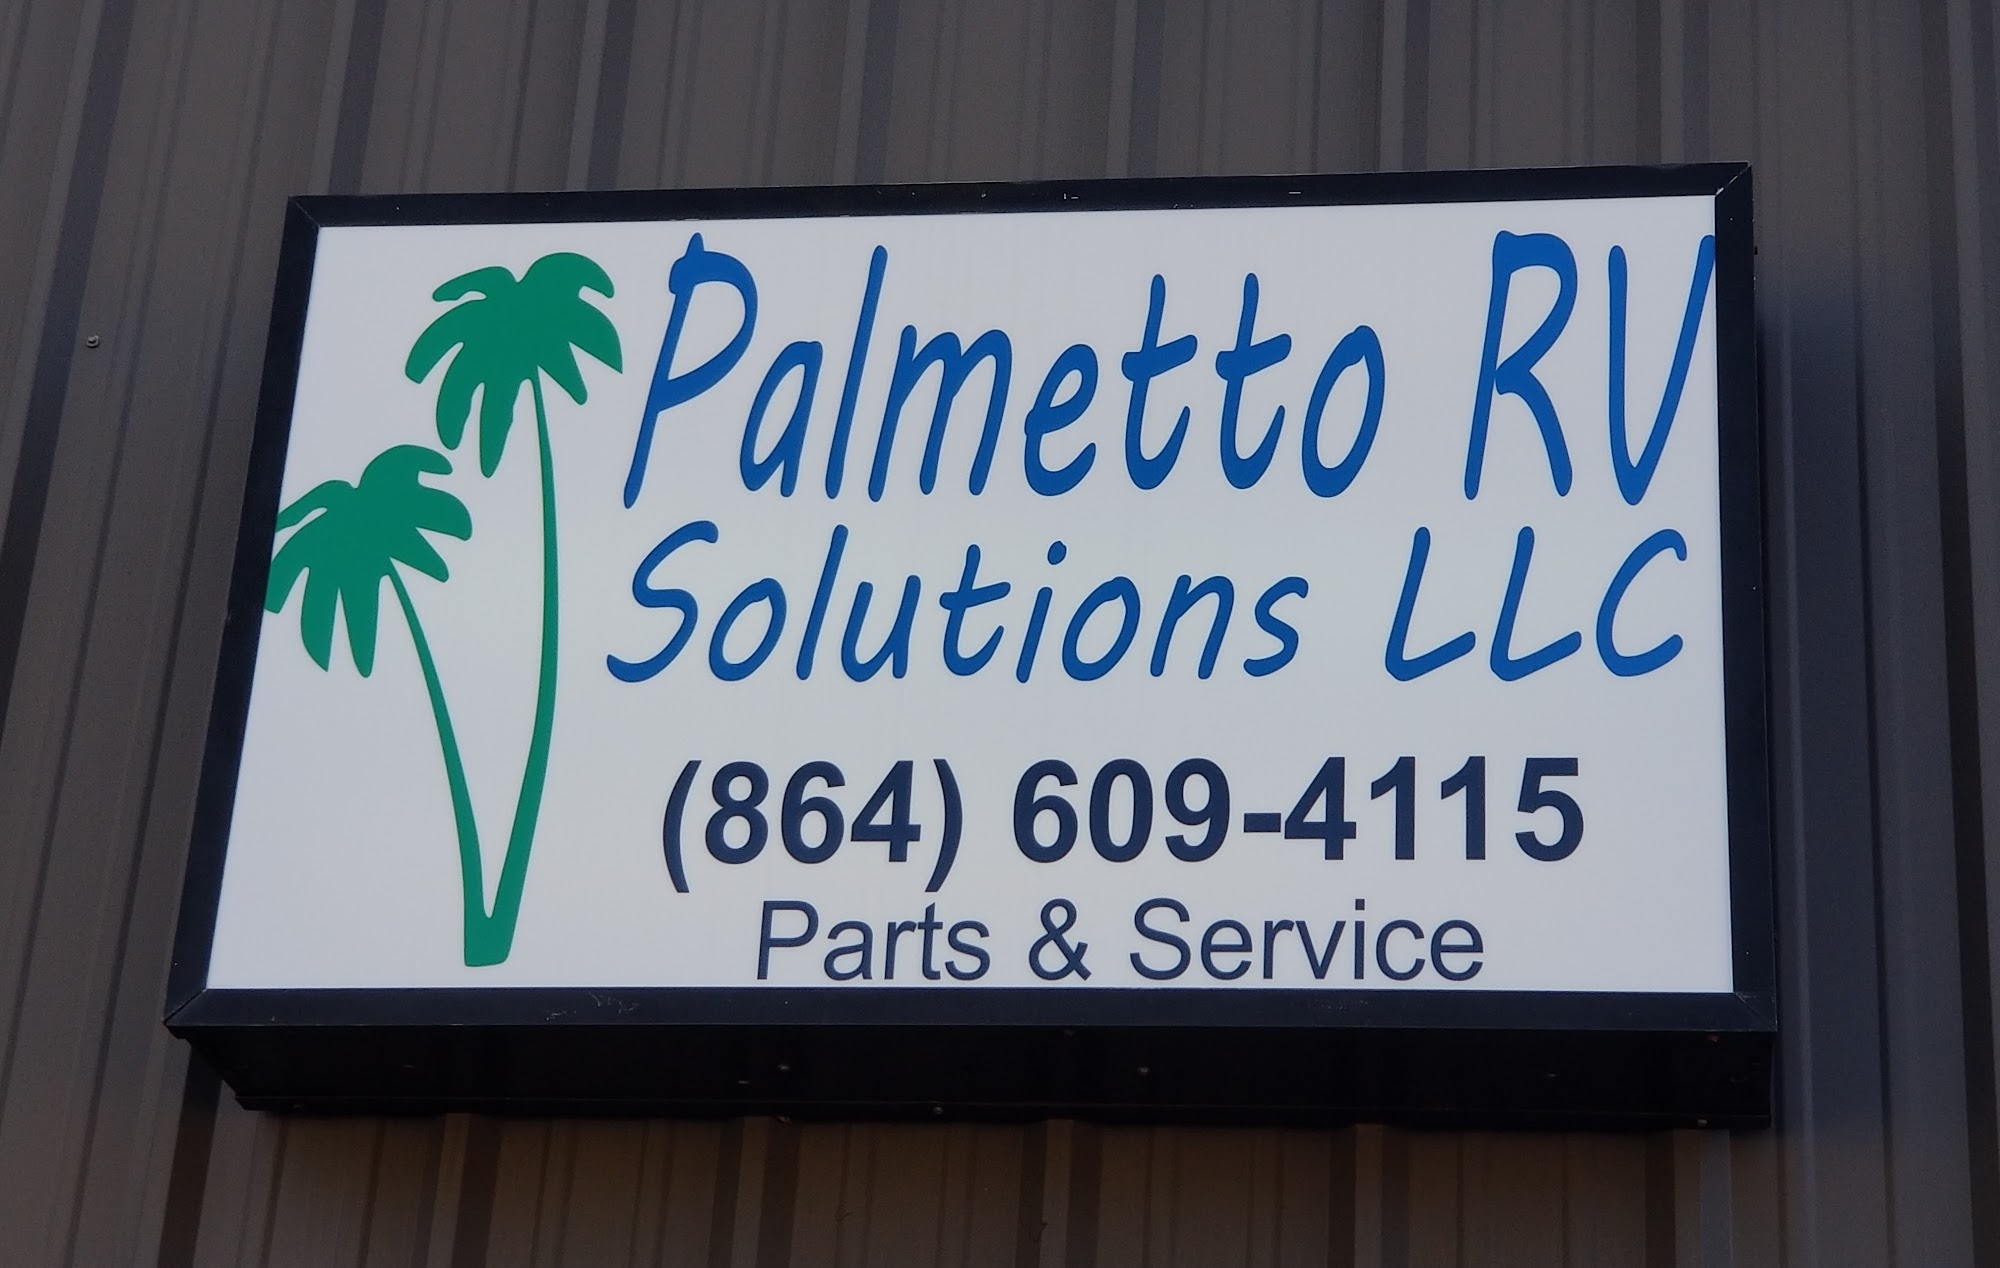 Palmetto RV
Solutions LLC
(864) 609-4115
Parts & Service